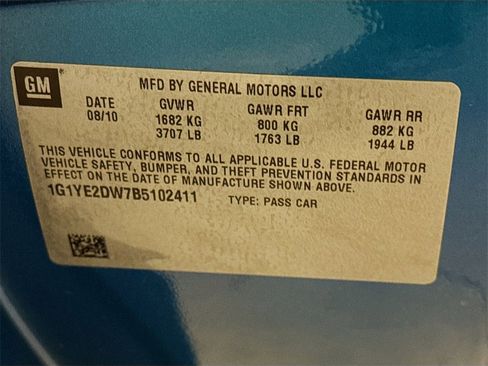 GM
MFD BY GENERAL MOTORS LLC
DATE GVWR GAWR FRT GAWR RR
08/10 1682 KG 800 KG 882 KG
3707 LB 1763 LB 1944 LB
THIS VEHICLE CONFORMS TO ALL APPLICABLE U.S. FEDERAL MOTOR
VEHICLE SAFETY, BUMPER, AND THEFT PREVENTION STANDARDS IN
EFFECT ON THE DATE OF MANUFACTURE SHOWN ABOVE.
1G1YE2DW7B5102411 TYPE: PASS CAR